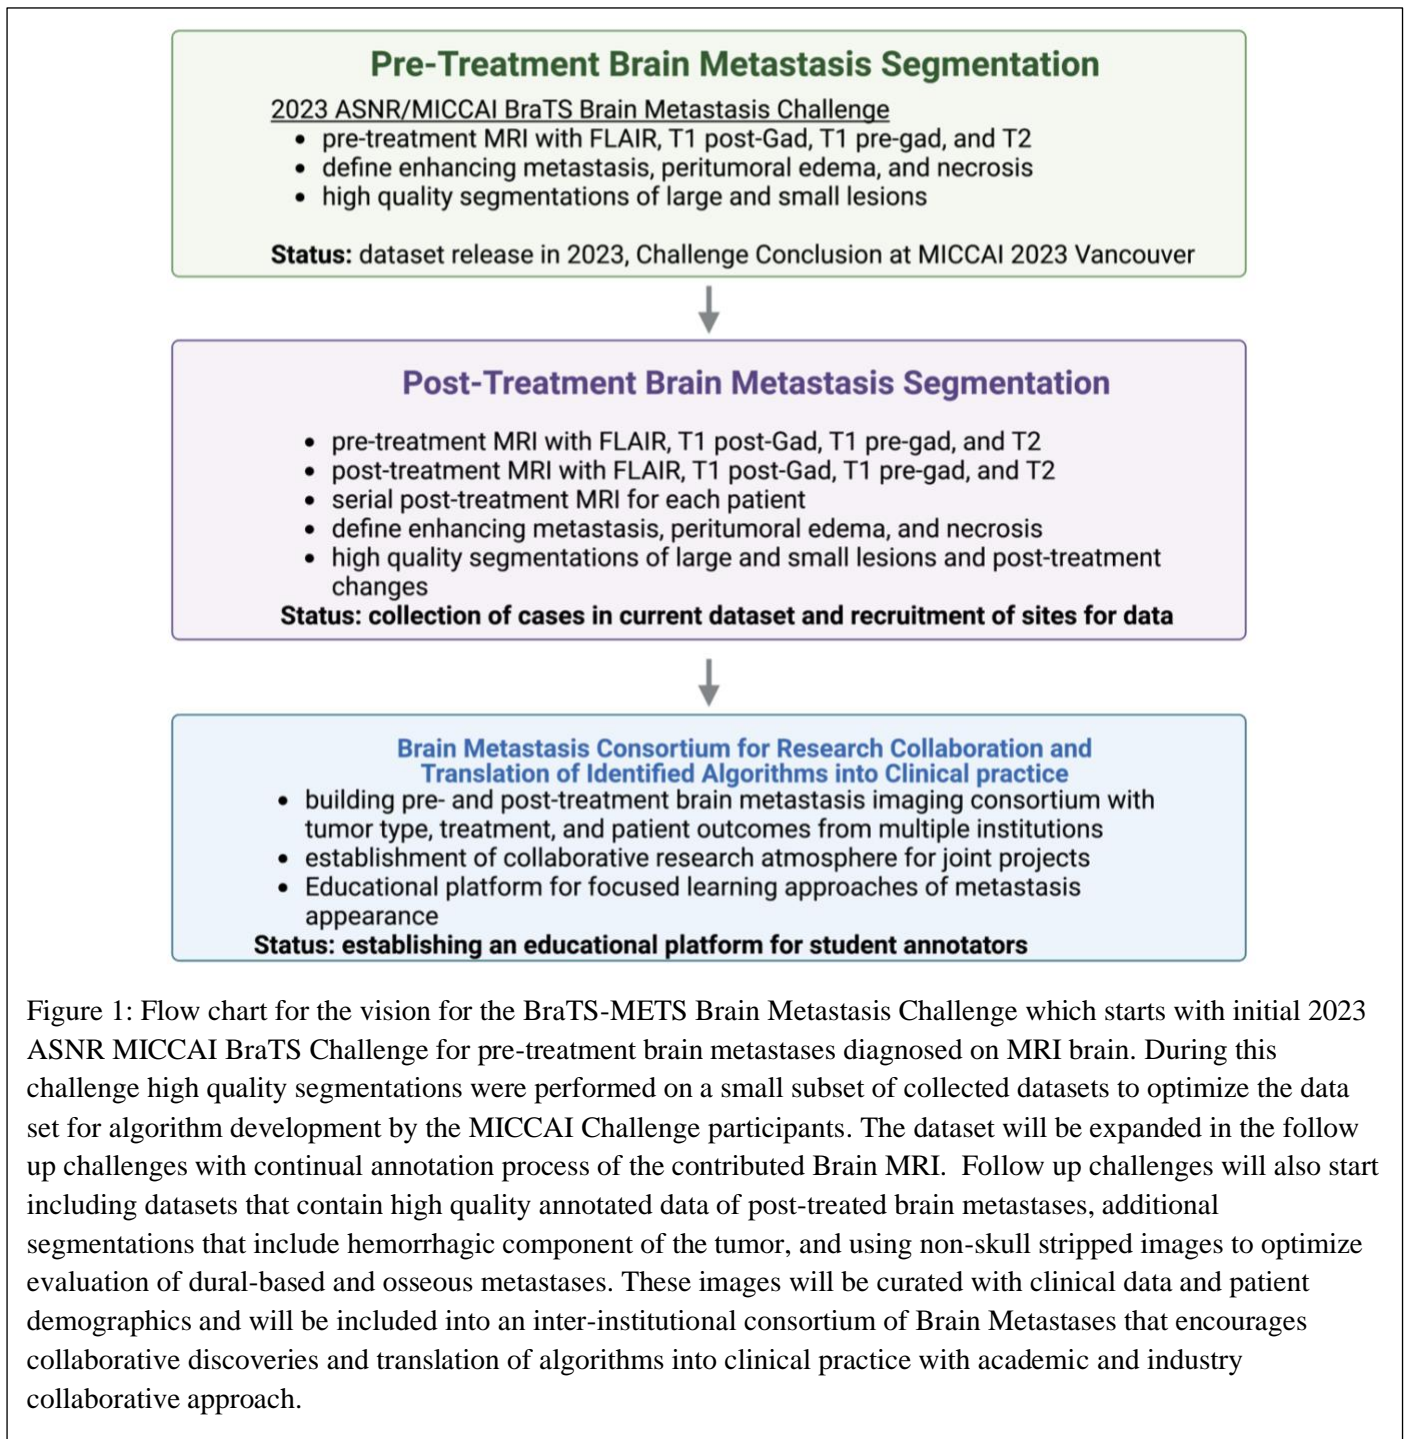 Pre-Treatment Brain Metastasis Segmentation
2023 ASNR/MICCAI BraTS Brain Metastasis Challenge
• pre-treatment MRI with FLAIR, T1 post-Gad, T1 pre-gad, and T2
• define enhancing metastasis, peritumoral edema, and necrosis
• high quality segmentations of large and small lesions
Status: dataset release in 2023, Challenge Conclusion at MICCAI 2023 Vancouver
Post-Treatment Brain Metastasis Segmentation
• pre-treatment MRI with FLAIR, T1 post-Gad, T1 pre-gad, and T2
• post-treatment MRI with FLAIR, T1 post-Gad, T1 pre-gad, and T2
• serial post-treatment MRI for each patient
• define enhancing metastasis, peritumoral edema, and necrosis
• high quality segmentations of large and small lesions and post-treatment
changes
Status: collection of cases in current dataset and recruitment of sites for data
Brain Metastasis Consortium for Research Collaboration and
Translation of Identified Algorithms into Clinical practice
• building pre- and post-treatment brain metastasis imaging consortium with
tumor type, treatment, and patient outcomes from multiple institutions
• establishment of collaborative research atmosphere for joint projects
• Educational platform for focused learning approaches of metastasis
appearance
Status: establishing an educational platform for student annotators
Figure 1: Flow chart for the vision for the BraTS-METS Brain Metastasis Challenge which starts with initial 2023
ASNR MICCAI BraTS Challenge for pre-treatment brain metastases diagnosed on MRI brain. During this
challenge high quality segmentations were performed on a small subset of collected datasets to optimize the data
set for algorithm development by the MICCAI Challenge participants. The dataset will be expanded in the follow
up challenges with continual annotation process of the contributed Brain MRI.  Follow up challenges will also start
including datasets that contain high quality annotated data of post-treated brain metastases, additional
segmentations that include hemorrhagic component of the tumor, and using non-skull stripped images to optimize
evaluation of dural-based and osseous metastases. These images will be curated with clinical data and patient
demographics and will be included into an inter-institutional consortium of Brain Metastases that encourages
collaborative discoveries and translation of algorithms into clinical practice with academic and industry
collaborative approach.